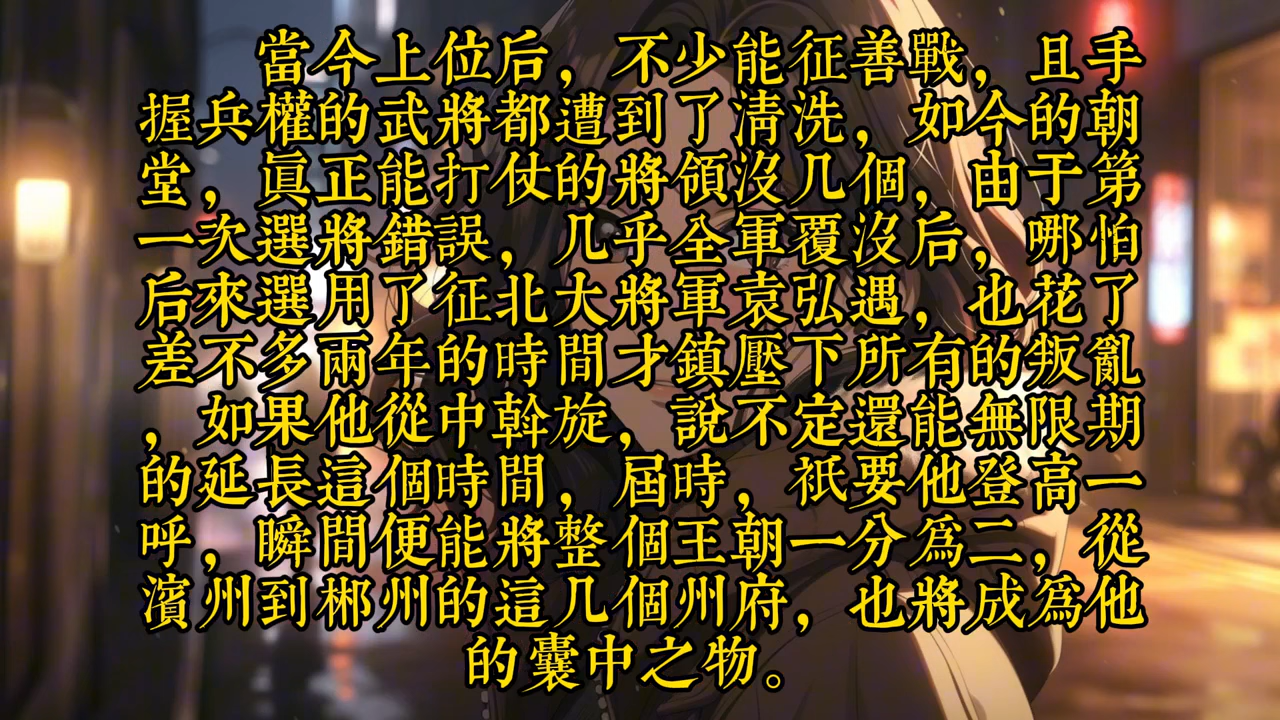 當今上位后，不少能征善戰，且手
握兵權的武將都遭到了清洗，如今的朝
堂，眞正能打仗的將領沒几個，由于第
一次選將錯誤，几乎全軍覆沒后，哪怕
后來選用了征北大將軍袁弘遇，也花了
差不多兩年的時間才鎮壓下所有的叛亂
，如果他從中斡旋，說不定還能無限期
的延長這個時間，屆時，衹要他登高一
呼，瞬間便能將整個王朝一分爲二，從
濱州到郴州的這几個州府，也將成爲他
的囊中之物。